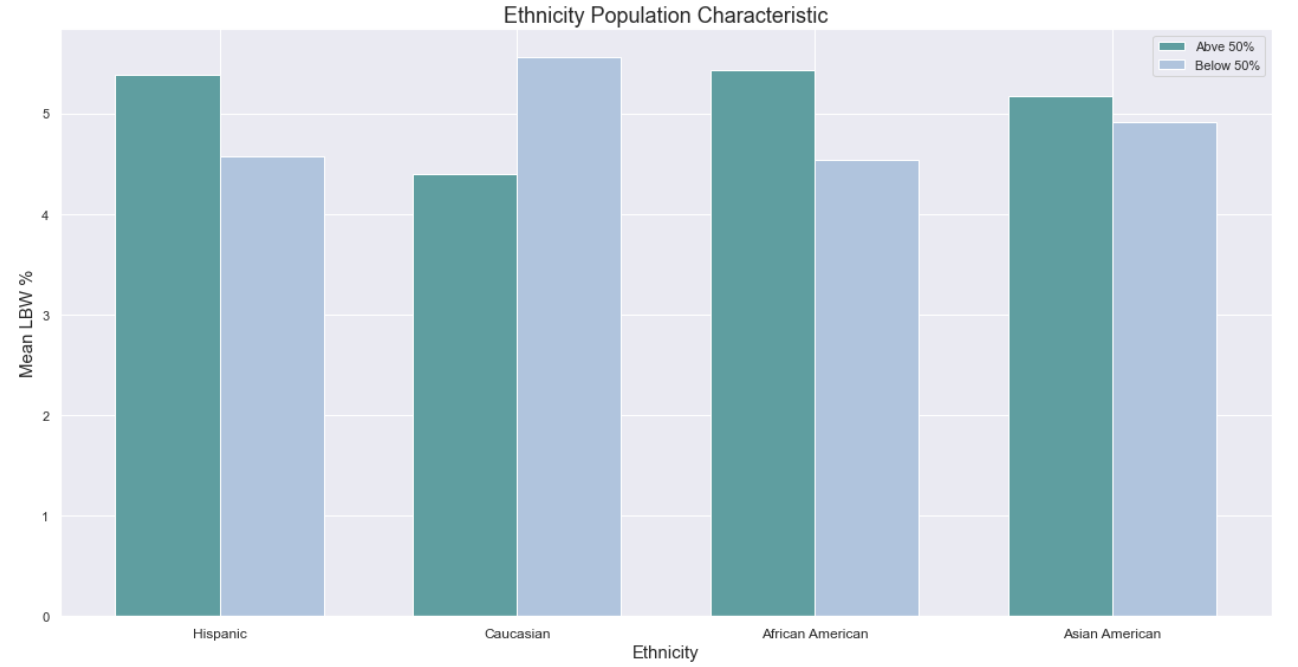 Ethnicity Population Characteristic
Abve 50%
Below 50%
Mean LBW %
5
4
3
2
1
0
Hispanic Caucasian African American Asian American
Ethnicity